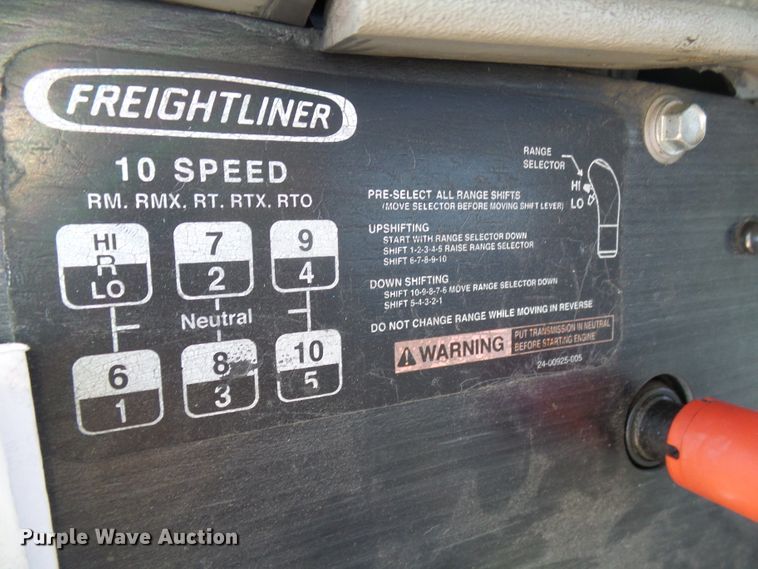 FREIGHTLINER
10 SPEED
RM, RMX, RT, RTX, RTO
HI
R
LO
7
2
9
4
Neutral
6
1
8
3
10
5
RANGE
SELECTOR
HI
LO
PRE-SELECT ALL RANGE SHIFTS
(MOVE SELECTOR BEFORE MOVING SHIFT LEVER)
UPSHIFTING
START WITH RANGE SELECTOR DOWN
SHIFT 1-2-3-4-5 RAISE RANGE SELECTOR
SHIFT 6-7-8-9-10
DOWN SHIFTING
SHIFT 10-9-8-7-6 MOVE RANGE SELECTOR DOWN
SHIFT 5-4-3-2-1
DO NOT CHANGE RANGE WHILE MOVING IN REVERSE
WARNING
PUT TRANSMISSION IN NEUTRAL
BEFORE STARTING ENGINE
24-00925-005
Purple Wave Auction